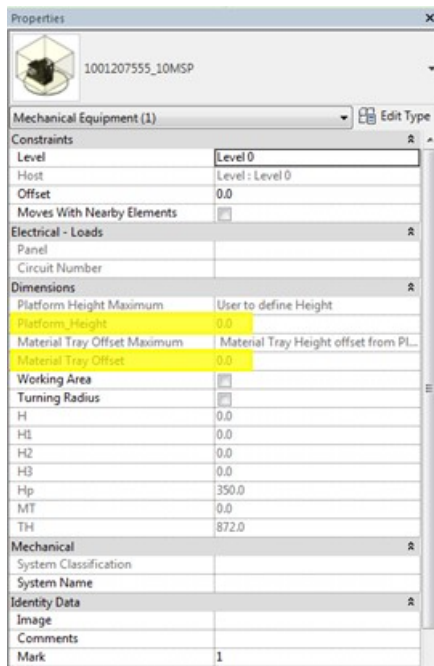 Properties
1001207555_10MSP
Mechanical Equipment (1) Edit Type
Constraints
Level Level 0
Host Level : Level 0
Offset 0.0
Moves With Nearby Elements
Electrical - Loads
Panel
Circuit Number
Dimensions
Platform Height Maximum User to define Height
Platform_Height 0.0
Material Tray Offset Maximum Material Tray Height offset from Pl...
Material Tray Offset 0.0
Working Area
Turning Radius
H 0.0
H1 0.0
H2 0.0
H3 0.0
Hp 350.0
MT 0.0
TH 872.0
Mechanical
System Classification
System Name
Identity Data
Image
Comments
Mark 1